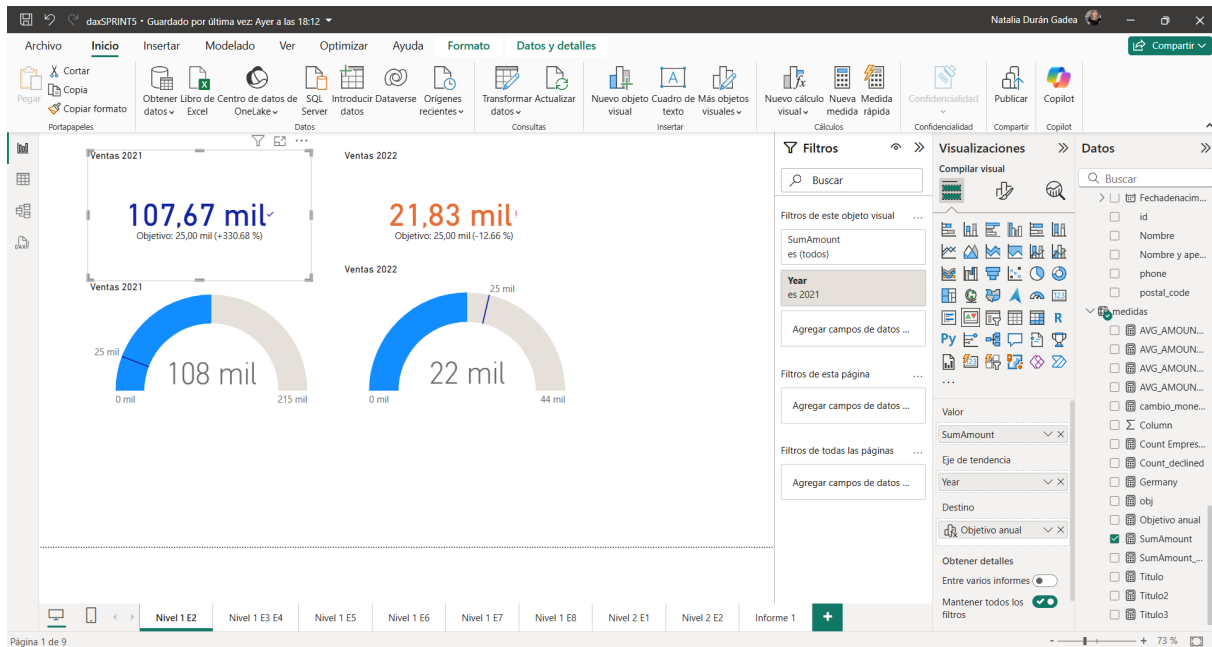 daxSPRINT5 • Guardado por última vez: Ayer a las 18:12
Natalia Durán Gadea
Archivo Inicio Insertar Modelado Ver Optimizar Ayuda Formato Datos y detalles
Compartir
Pegar
Cortar
Copia
Copiar formato
Portapapeles
Obtener datos
Libro de Excel
Centro de datos de OneLake
SQL Server
Introducir datos
Dataverse
Orígenes recientes
Datos
Transformar datos
Actualizar
Consultas
Nuevo objeto visual
Cuadro de texto
Más objetos visuales
Insertar
Nuevo cálculo visual
Nueva medida
Medida rápida
Cálculos
Confidencialidad
Confidencialidad
Publicar
Compartir
Copilot
Copilot
Ventas 2021
107,67 mil
Objetivo: 25,00 mil (+330.68 %)
Ventas 2022
21,83 mil!
Objetivo: 25,00 mil (-12.66 %)
Ventas 2021
25 mil
108 mil
0 mil
215 mil
Ventas 2022
25 mil
22 mil
0 mil
44 mil
Filtros
Buscar
Filtros de este objeto visual ...
SumAmount
es (todos)
Year
es 2021
Agregar campos de datos ...
Filtros de esta página ...
Agregar campos de datos ...
Filtros de todas las páginas ...
Agregar campos de datos ...
Visualizaciones
Compilar visual
123
R
Py
123
...
Valor
SumAmount
Eje de tendencia
Year
Destino
Objetivo anual
Obtener detalles
Entre varios informes
Mantener todos los filtros
Datos
Buscar
Fechadenacim...
id
Nombre
Nombre y ape...
phone
postal_code
medidas
AVG_AMOUN...
AVG_AMOUN...
AVG_AMOUN...
AVG_AMOUN...
cambio_mone...
Column
Count Empres...
Count_declined
Germany
obj
Objetivo anual
SumAmount
SumAmount_...
Titulo
Titulo2
Titulo3
Nivel 1 E2
Nivel 1 E3 E4
Nivel 1 E5
Nivel 1 E6
Nivel 1 E7
Nivel 1 E8
Nivel 2 E1
Nivel 2 E2
Informe 1
+
Página 1 de 9
- + 73 %